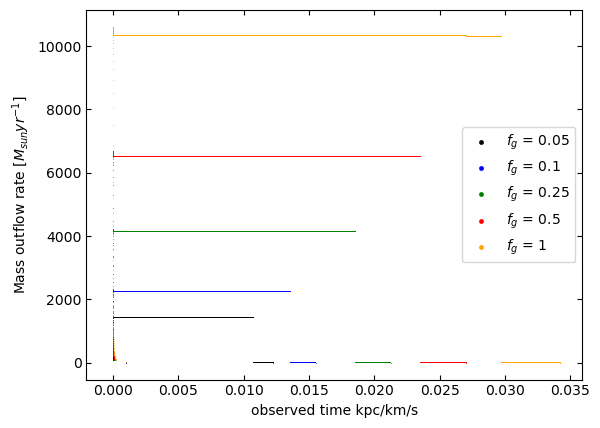 10000
8000
6000
4000
2000
0
Mass outflow rate [$M_{sun}yr^{-1}$]
$f_g$ = 0.05
$f_g$ = 0.1
$f_g$ = 0.25
$f_g$ = 0.5
$f_g$ = 1
0.000 0.005 0.010 0.015 0.020 0.025 0.030 0.035
observed time kpc/km/s